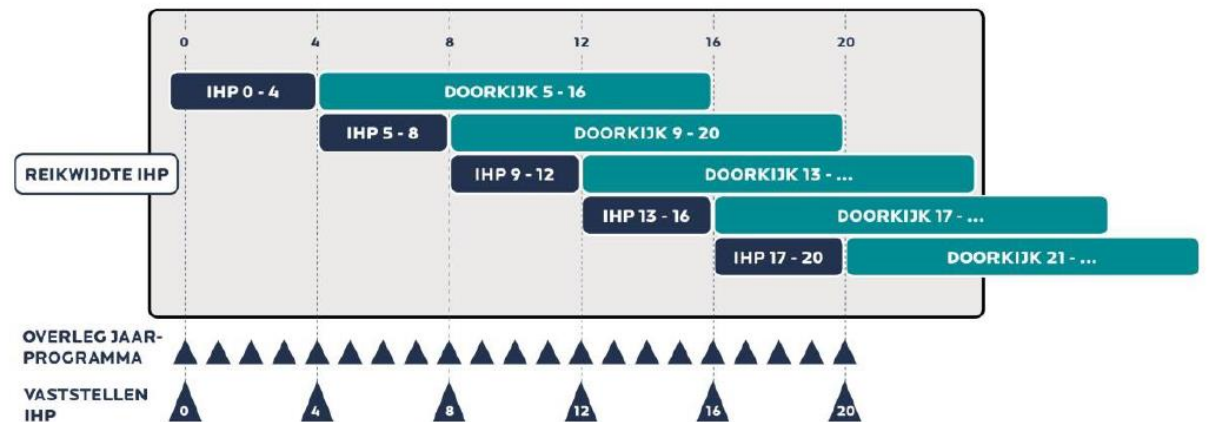 0 4 8 12 16 20
IHP 0 - 4 DOORKIJK 5 - 16
IHP 5 - 8 DOORKIJK 9 - 20
REIKWIJDTE IHP
IHP 9 - 12 DOORKIJK 13 - ...
IHP 13 - 16 DOORKIJK 17 - ...
IHP 17 - 20 DOORKIJK 21 - ...
OVERLEG JAAR-
PROGRAMMA
VASTSTELLEN
IHP
0 4 8 12 16 20